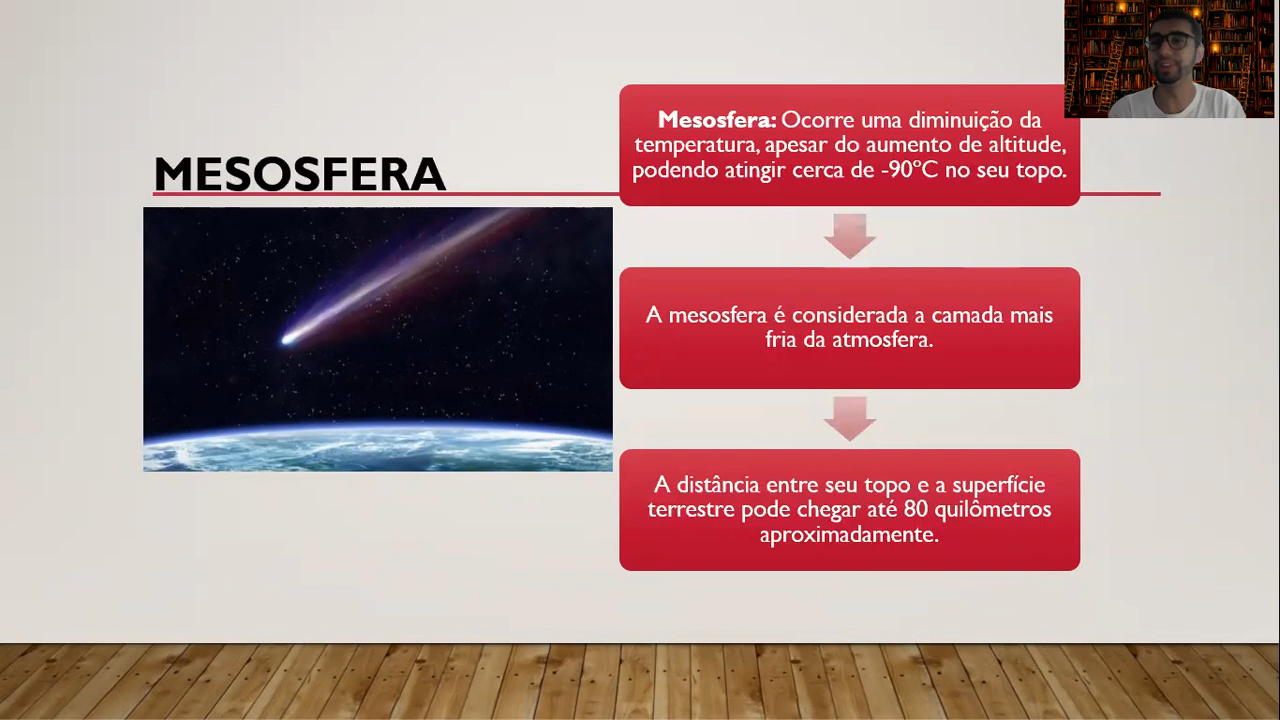 MESOSFERA
Mesosfera: Ocorre uma diminuição da
temperatura, apesar do aumento de altitude,
podendo atingir cerca de -90ºC no seu topo.
A mesosfera é considerada a camada mais
fria da atmosfera.
A distância entre seu topo e a superfície
terrestre pode chegar até 80 quilômetros
aproximadamente.